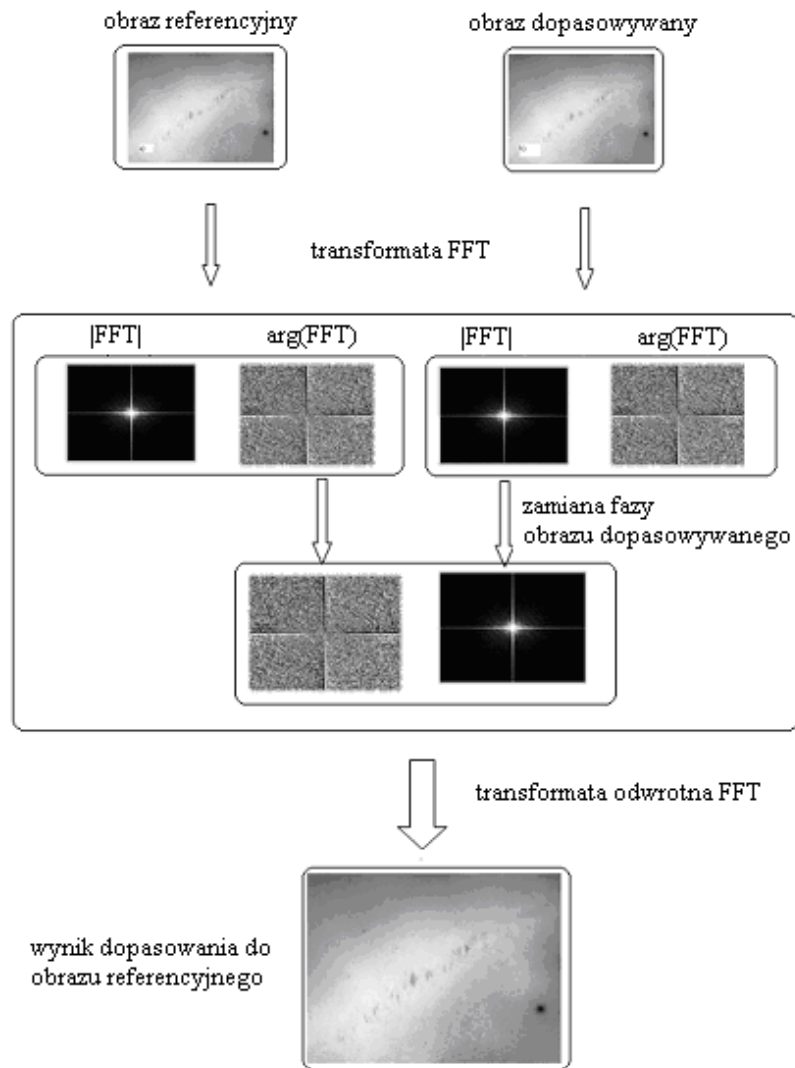 obraz referencyjny
obraz dopasowywany
transformata FFT
|FFT|
arg(FFT)
|FFT|
arg(FFT)
zamiana fazy
obrazu dopasowywanego
transformata odwrotna FFT
wynik dopasowania do
obrazu referencyjnego